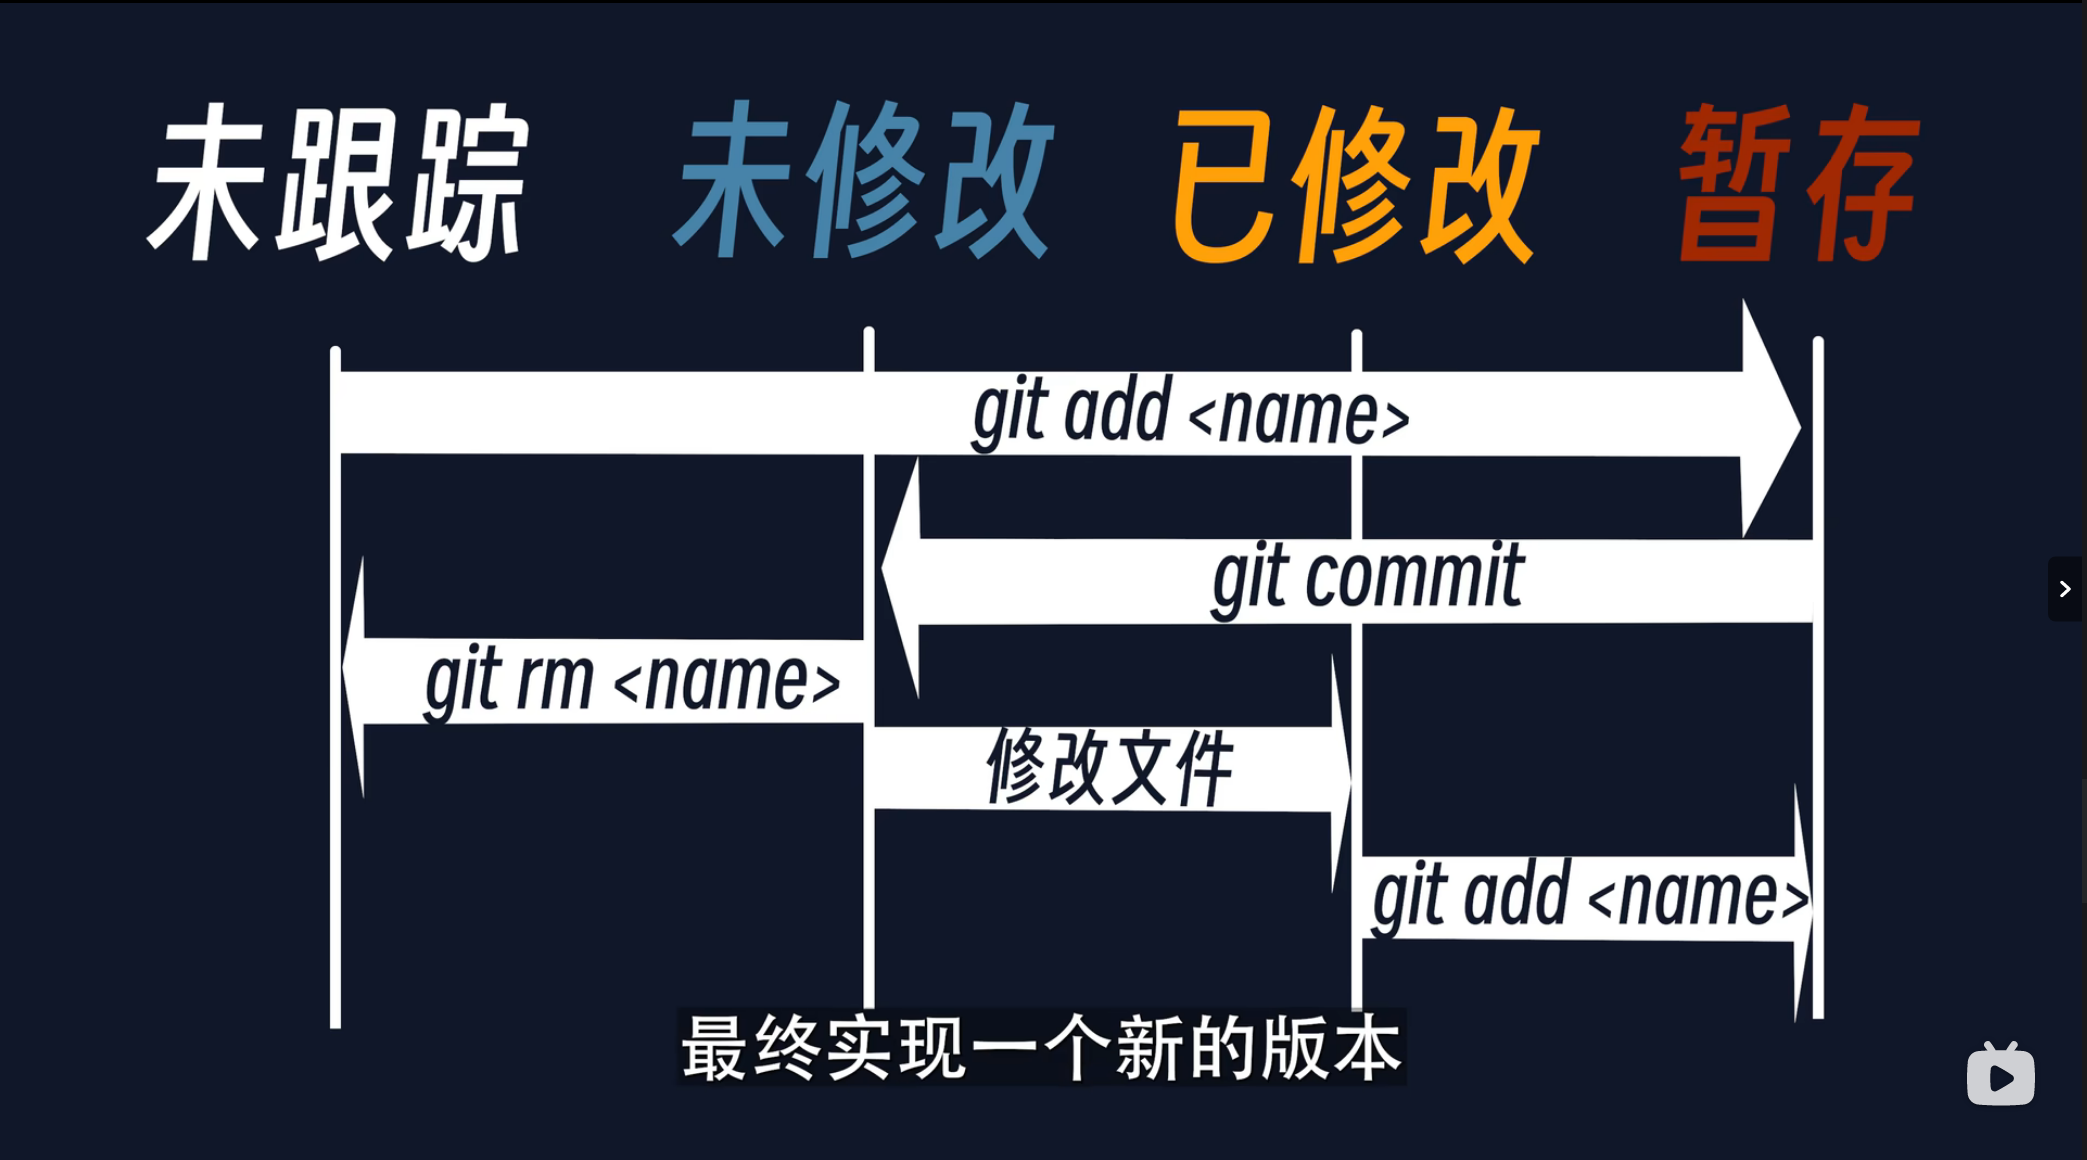 未跟踪 未修改 已修改 暂存
git add <name>
git commit
git rm <name>
修改文件
git add <name>
最终实现一个新的版本